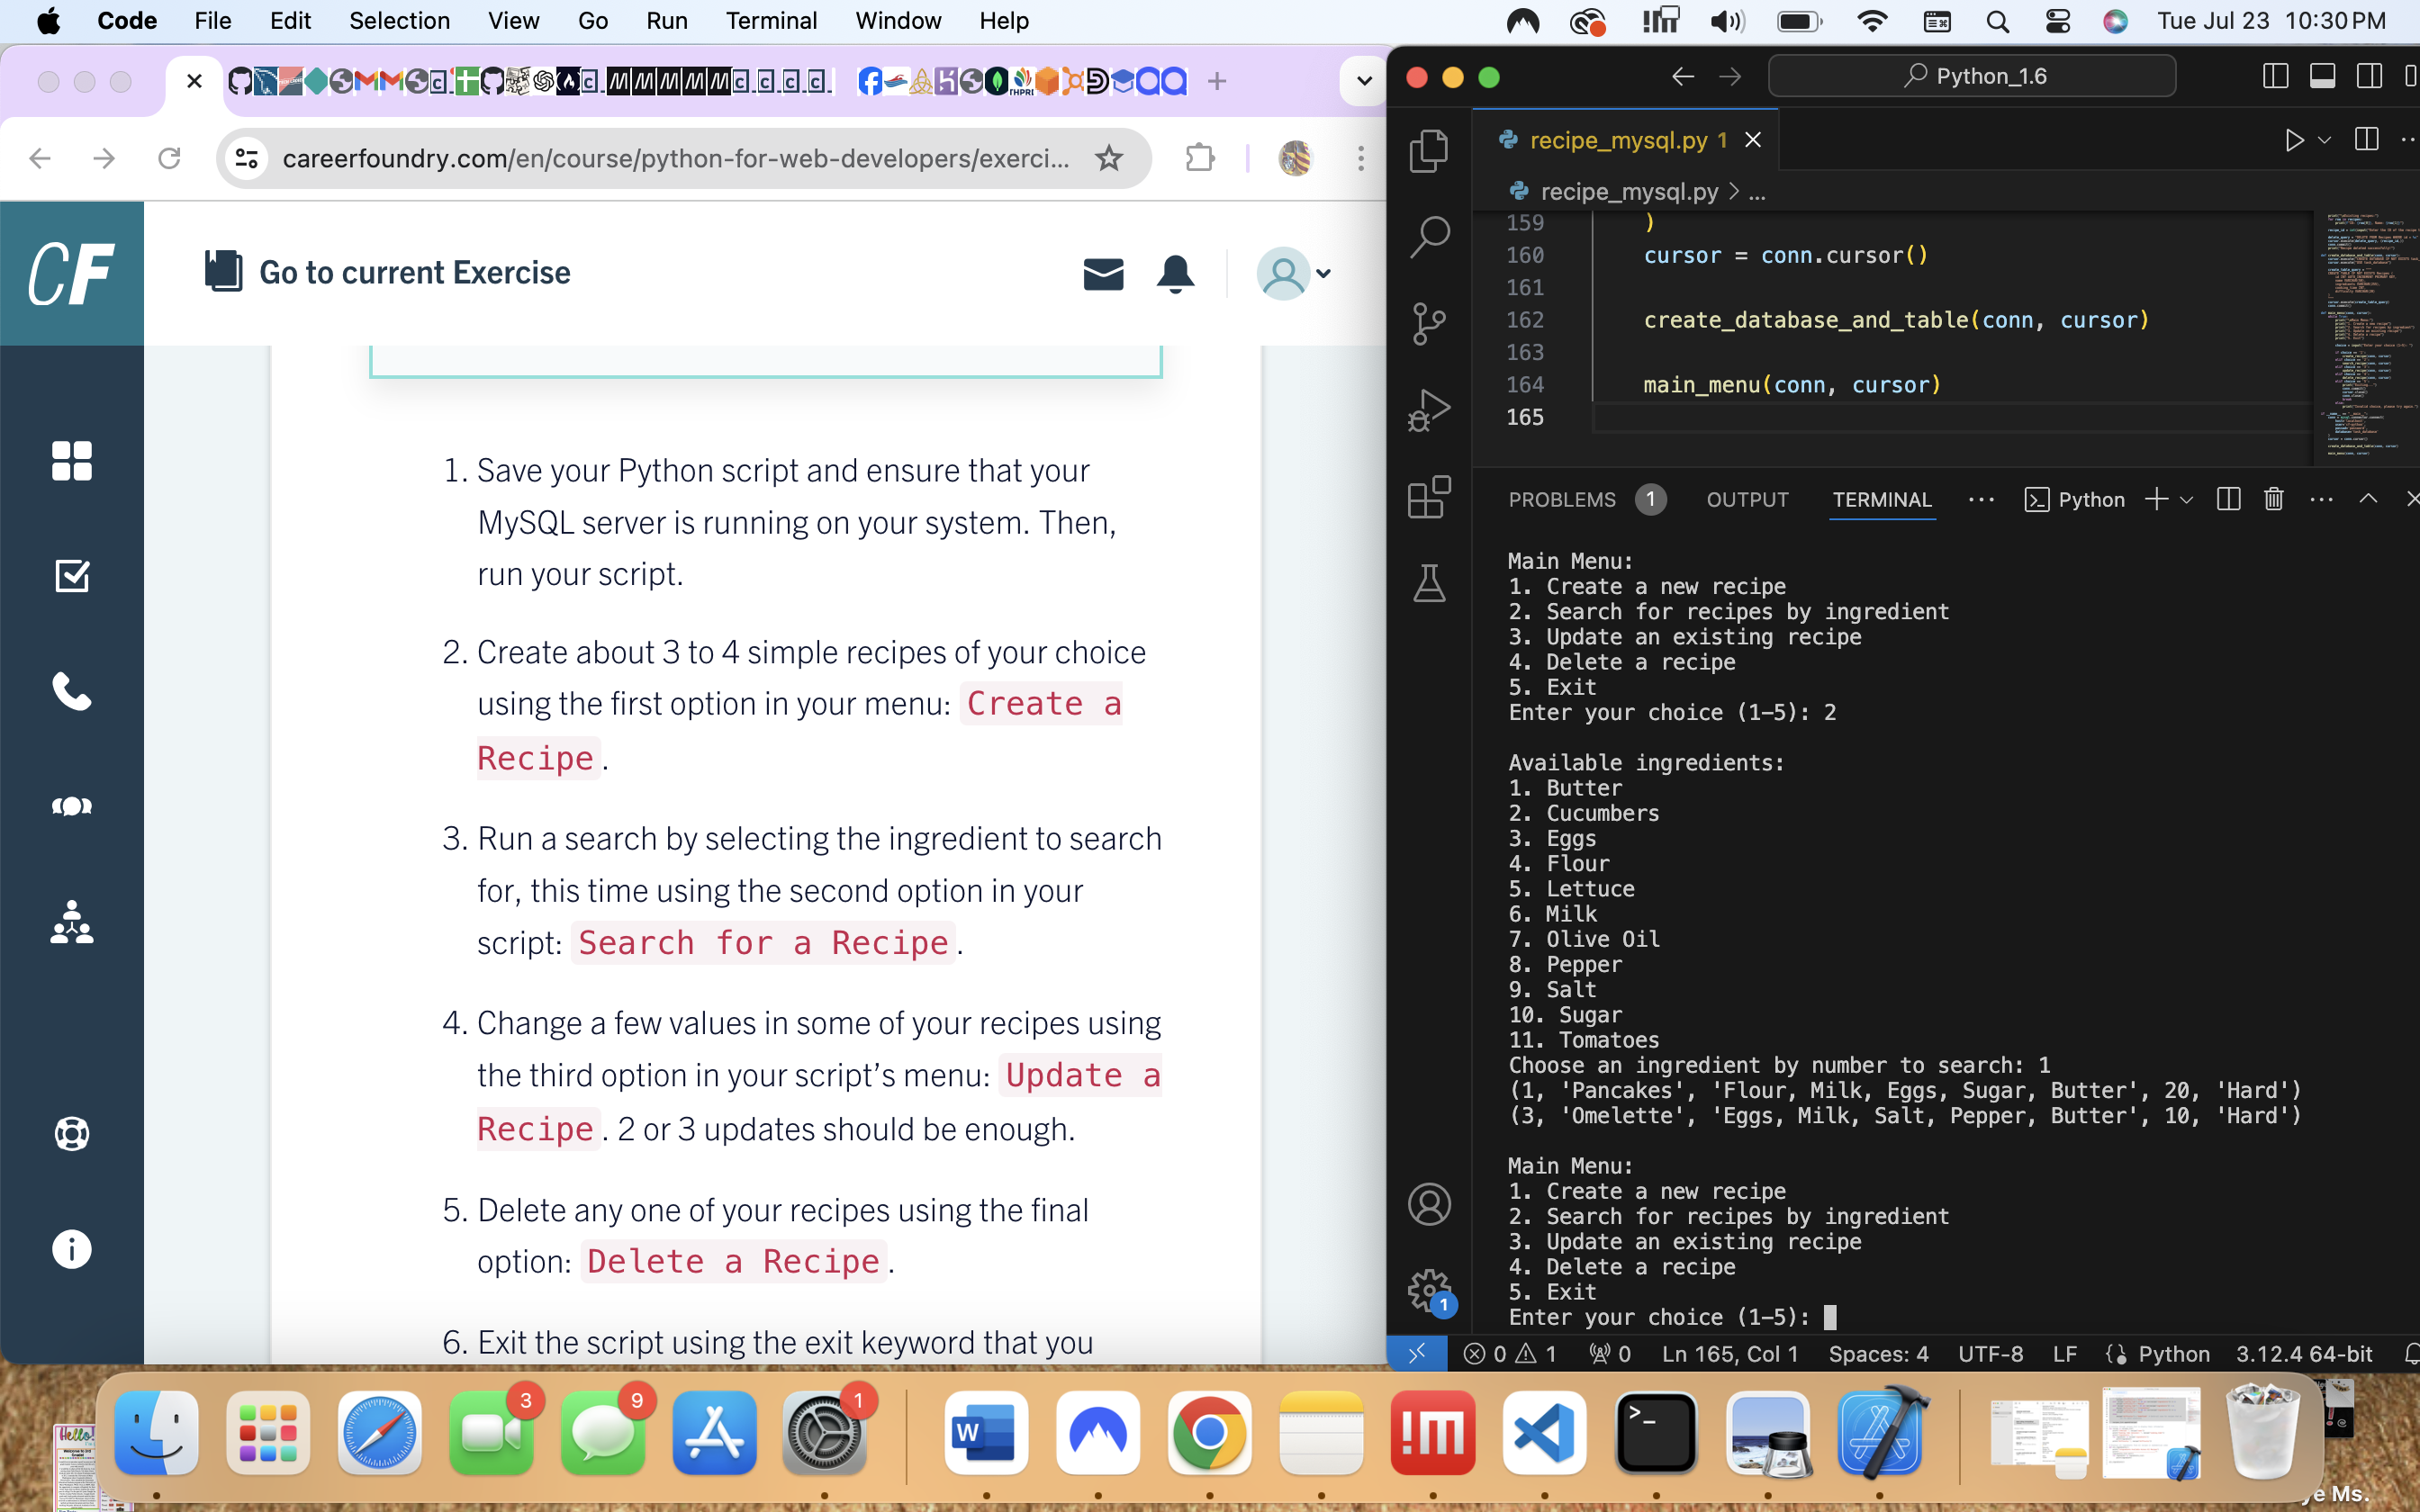 Code File Edit Selection View Go Run Terminal Window Help Tue Jul 23 10:30 PM
careerfoundry.com/en/course/python-for-web-developers/exerci...
CF
Go to current Exercise
1. Save your Python script and ensure that your
MySQL server is running on your system. Then,
run your script.
2. Create about 3 to 4 simple recipes of your choice
using the first option in your menu: Create a
Recipe.
3. Run a search by selecting the ingredient to search
for, this time using the second option in your
script: Search for a Recipe.
4. Change a few values in some of your recipes using
the third option in your script’s menu: Update a
Recipe. 2 or 3 updates should be enough.
5. Delete any one of your recipes using the final
option: Delete a Recipe.
6. Exit the script using the exit keyword that you
Python_1.6
recipe_mysql.py 1
recipe_mysql.py > ...
159 )
160 cursor = conn.cursor()
161
162 create_database_and_table(conn, cursor)
163
164 main_menu(conn, cursor)
165
PROBLEMS 1 OUTPUT TERMINAL ... Python
Main Menu:
1. Create a new recipe
2. Search for recipes by ingredient
3. Update an existing recipe
4. Delete a recipe
5. Exit
Enter your choice (1-5): 2
Available ingredients:
1. Butter
2. Cucumbers
3. Eggs
4. Flour
5. Lettuce
6. Milk
7. Olive Oil
8. Pepper
9. Salt
10. Sugar
11. Tomatoes
Choose an ingredient by number to search: 1
(1, 'Pancakes', 'Flour, Milk, Eggs, Sugar, Butter', 20, 'Hard')
(3, 'Omelette', 'Eggs, Milk, Salt, Pepper, Butter', 10, 'Hard')
Main Menu:
1. Create a new recipe
2. Search for recipes by ingredient
3. Update an existing recipe
4. Delete a recipe
5. Exit
Enter your choice (1-5):
1
0 1 0 Ln 165, Col 1 Spaces: 4 UTF-8 LF Python 3.12.4 64-bit
3 9 1
W
!m
>_
Hello!
ye Ms.